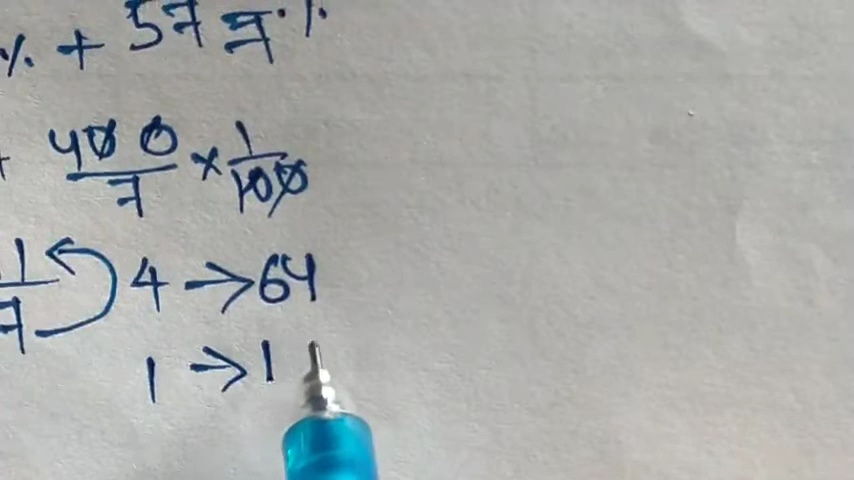 % + 57 1/7 %
+ 400/7 × 1/100
1/7 4 → 64
1 → 1